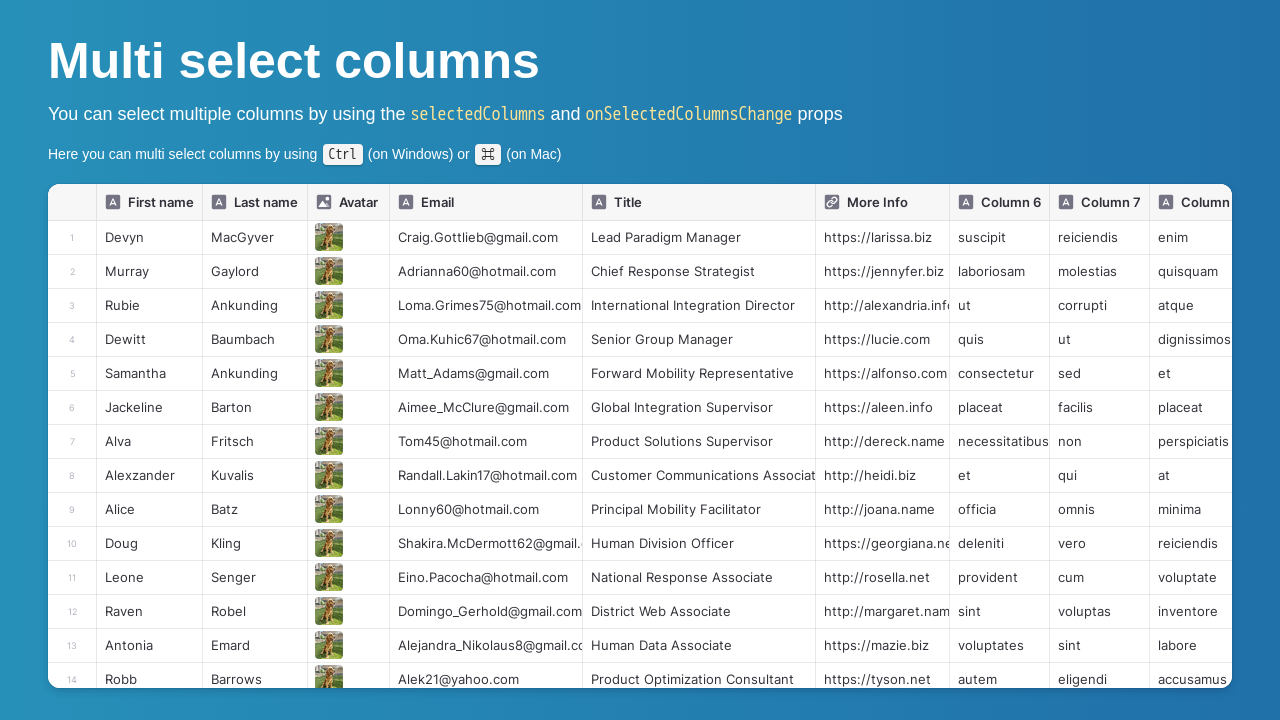 Multi select columns
You can select multiple columns by using the selectedColumns and onSelectedColumnsChange props
Here you can multi select columns by using Ctrl (on Windows) or ⌘ (on Mac)
First name Last name Avatar Email Title More Info Column 6 Column 7 Column
1 Devyn MacGyver Craig.Gottlieb@gmail.com Lead Paradigm Manager https://larissa.biz suscipit reiciendis enim
2 Murray Gaylord Adrianna60@hotmail.com Chief Response Strategist https://jennyfer.biz laboriosam molestias quisquam
3 Rubie Ankunding Loma.Grimes75@hotmail.com International Integration Director http://alexandria.info ut corrupti atque
4 Dewitt Baumbach Oma.Kuhic67@hotmail.com Senior Group Manager https://lucie.com quis ut dignissimos
5 Samantha Ankunding Matt_Adams@gmail.com Forward Mobility Representative https://alfonso.com consectetur sed et
6 Jackeline Barton Aimee_McClure@gmail.com Global Integration Supervisor https://aleen.info placeat facilis placeat
7 Alva Fritsch Tom45@hotmail.com Product Solutions Supervisor http://dereck.name necessitatibus non perspiciatis
8 Alexzander Kuvalis Randall.Lakin17@hotmail.com Customer Communications Associat http://heidi.biz et qui at
9 Alice Batz Lonny60@hotmail.com Principal Mobility Facilitator http://joana.name officia omnis minima
10 Doug Kling Shakira.McDermott62@gmail. Human Division Officer https://georgiana.ne deleniti vero reiciendis
11 Leone Senger Eino.Pacocha@hotmail.com National Response Associate http://rosella.net provident cum voluptate
12 Raven Robel Domingo_Gerhold@gmail.com District Web Associate http://margaret.nam sint voluptas inventore
13 Antonia Emard Alejandra_Nikolaus8@gmail.co Human Data Associate https://mazie.biz voluptates sint labore
14 Robb Barrows Alek21@yahoo.com Product Optimization Consultant https://tyson.net autem eligendi accusamus